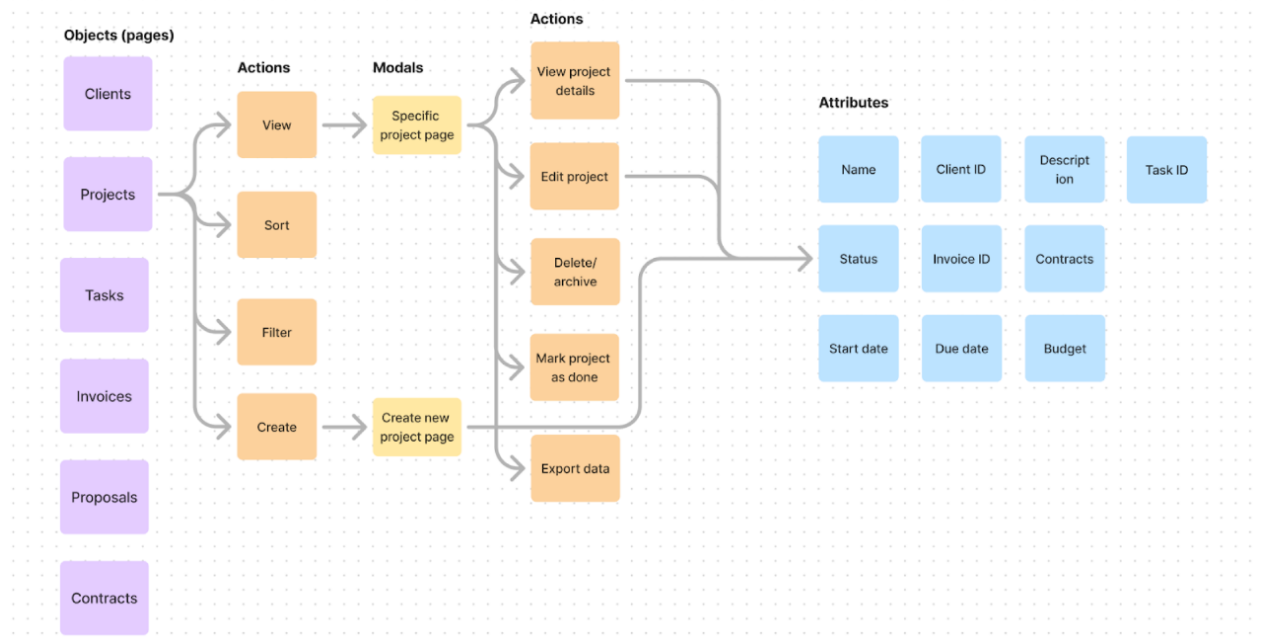 Objects (pages)
Clients
Projects
Tasks
Invoices
Proposals
Contracts
Actions
View
Sort
Filter
Create
Modals
Specific
project page
Create new
project page
Actions
View project
details
Edit project
Delete/
archive
Mark project
as done
Export data
Attributes
Name
Client ID
Descript
ion
Task ID
Status
Invoice ID
Contracts
Start date
Due date
Budget